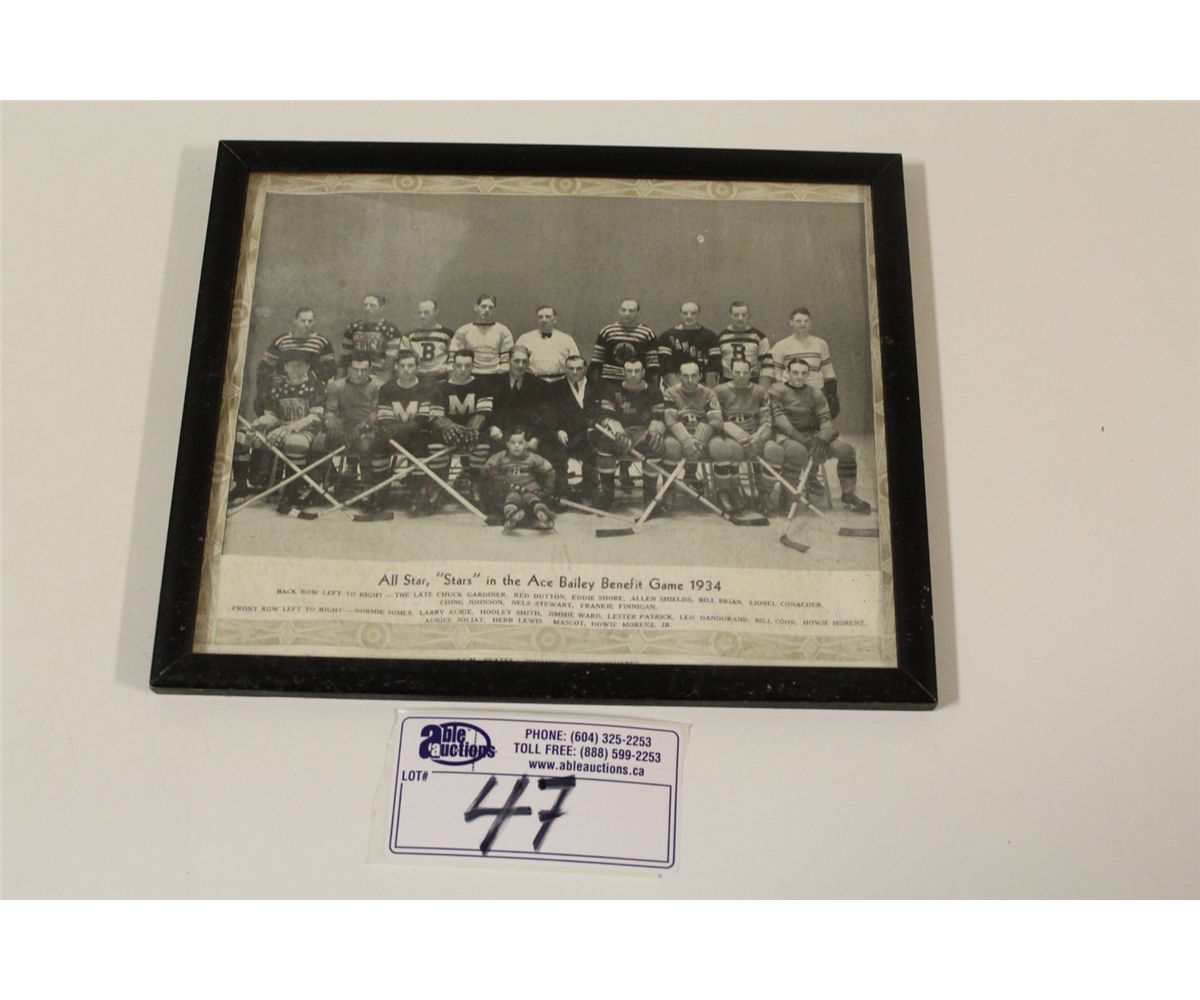 M
M
B
B
All Star, "Stars" in the Ace Bailey Benefit Game 1934
BACK ROW LEFT TO RIGHT — THE LATE CHUCK GARDINER, RED DUTTON, EDDIE SHORE, ALLEN SHIELDS, BILL BRIAN, LIONEL CONACHER,
CHING JOHNSON, NELS STEWART, FRANKIE FINNIGAN.
FRONT ROW LEFT TO RIGHT — NORMIE HIMES, LARRY AURIE, HOOLEY SMITH, JIMMIE WARD, LESTER PATRICK, LEO DANDURAND, BILL COOK, HOWIE MORENZ,
AURIEL JOLIAT, HERB LEWIS. MASCOT, HOWIE MORENZ, JR.
able auctions
PHONE: (604) 325-2253
TOLL FREE: (888) 599-2253
www.ableauctions.ca
LOT#
47